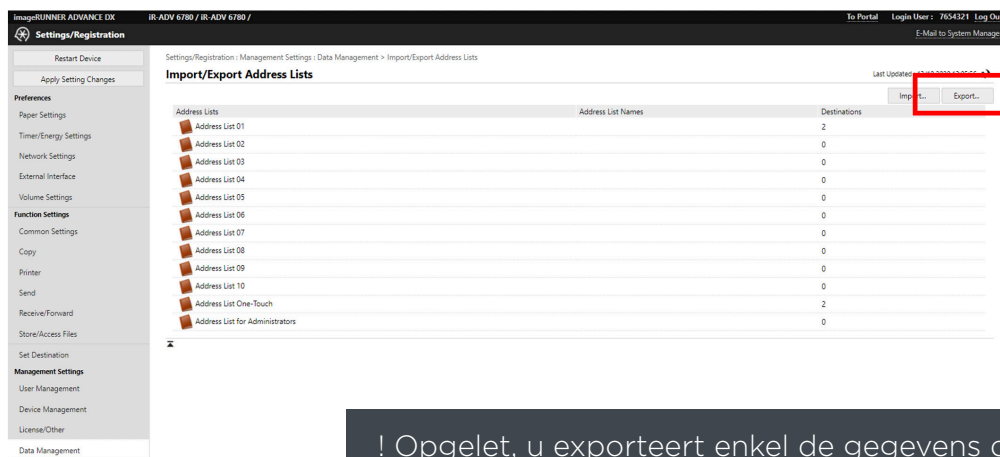 imageRUNNER ADVANCE DX iR-ADV 6780 / iR-ADV 6780 / To Portal Login User : 7654321 Log Ou
Settings/Registration E-Mail to System Manage
Restart Device
Apply Setting Changes
Preferences
Paper Settings
Timer/Energy Settings
Network Settings
External Interface
Volume Settings
Function Settings
Common Settings
Copy
Printer
Send
Receive/Forward
Store/Access Files
Set Destination
Management Settings
User Management
Device Management
License/Other
Data Management
Settings/Registration : Management Settings : Data Management > Import/Export Address Lists
Import/Export Address Lists
Last Updated :
Import... Export...
Address Lists Address List Names Destinations
Address List 01 2
Address List 02 0
Address List 03 0
Address List 04 0
Address List 05 0
Address List 06 0
Address List 07 0
Address List 08 0
Address List 09 0
Address List 10 0
Address List One-Touch 2
Address List for Administrators 0
! Opgelet, u exporteert enkel de gegevens